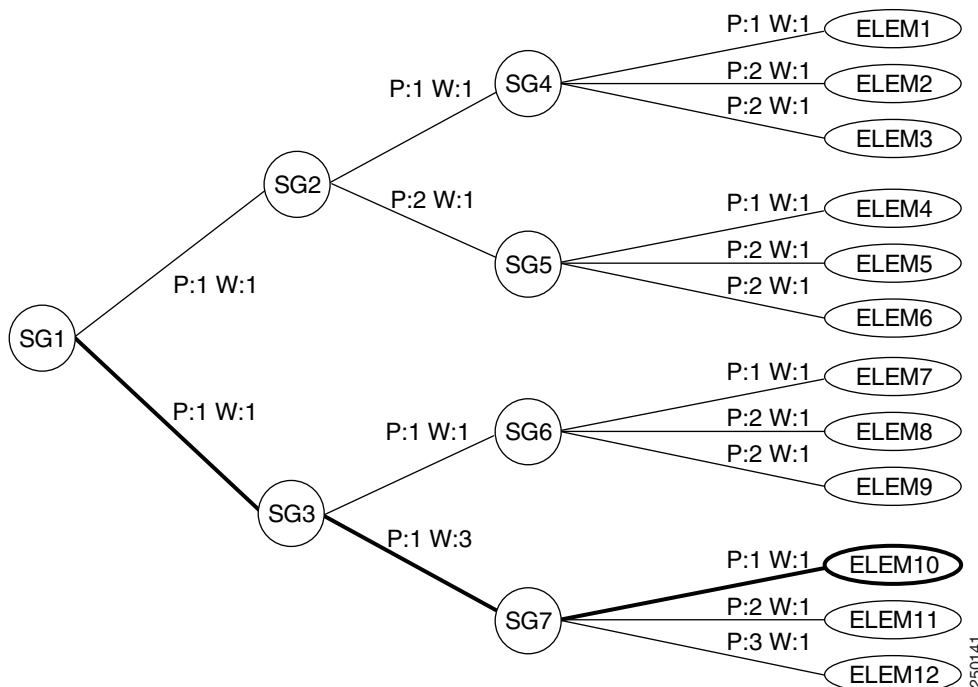 P:1 W:1 ELEM1
SG4 P:2 W:1 ELEM2
P:1 W:1 P:2 W:1 ELEM3
SG2
P:2 W:1 P:1 W:1 ELEM4
SG5 P:2 W:1 ELEM5
P:1 W:1 P:2 W:1 ELEM6
SG1
P:1 W:1 P:1 W:1 ELEM7
P:1 W:1 SG6 P:2 W:1 ELEM8
P:2 W:1 ELEM9
SG3
P:1 W:3 P:1 W:1 ELEM10
SG7 P:2 W:1 ELEM11
P:3 W:1 ELEM12
250141